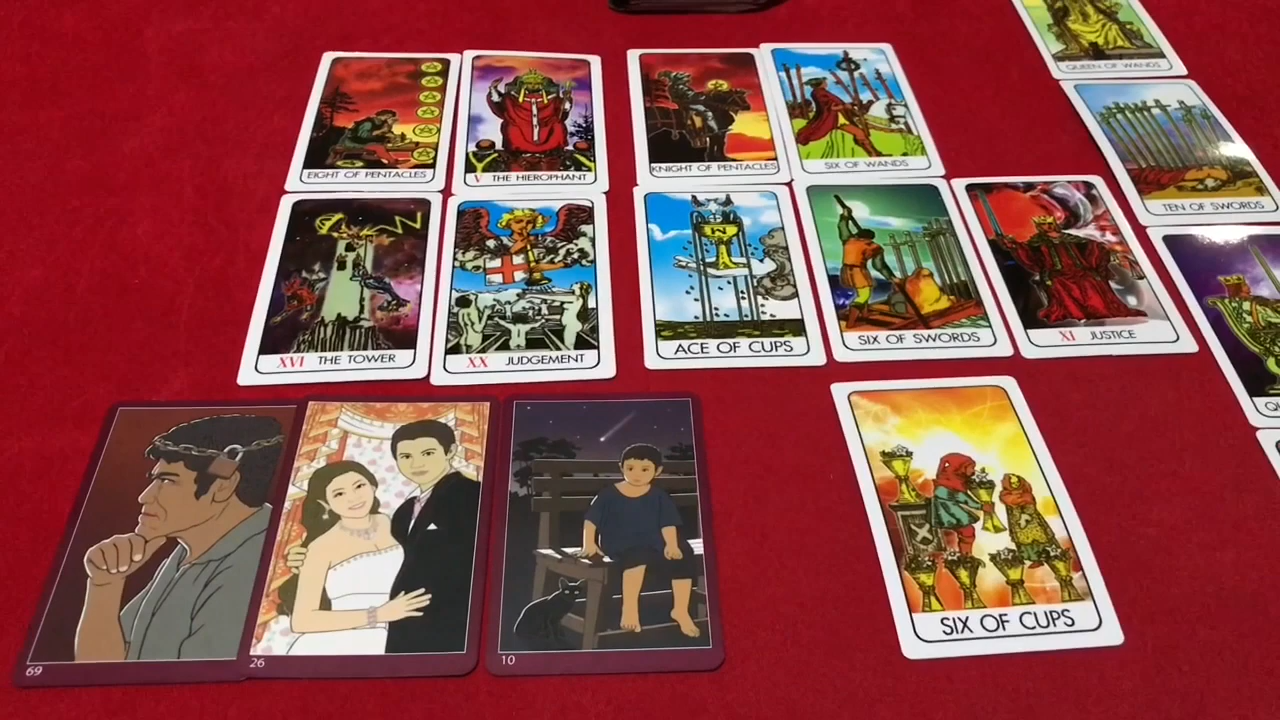 QUEEN OF WANDS
EIGHT OF PENTACLES
V THE HIEROPHANT
KNIGHT OF PENTACLES
SIX OF WANDS
TEN OF SWORDS
XVI THE TOWER
XX JUDGEMENT
ACE OF CUPS
SIX OF SWORDS
XI JUSTICE
SIX OF CUPS
69
26
10